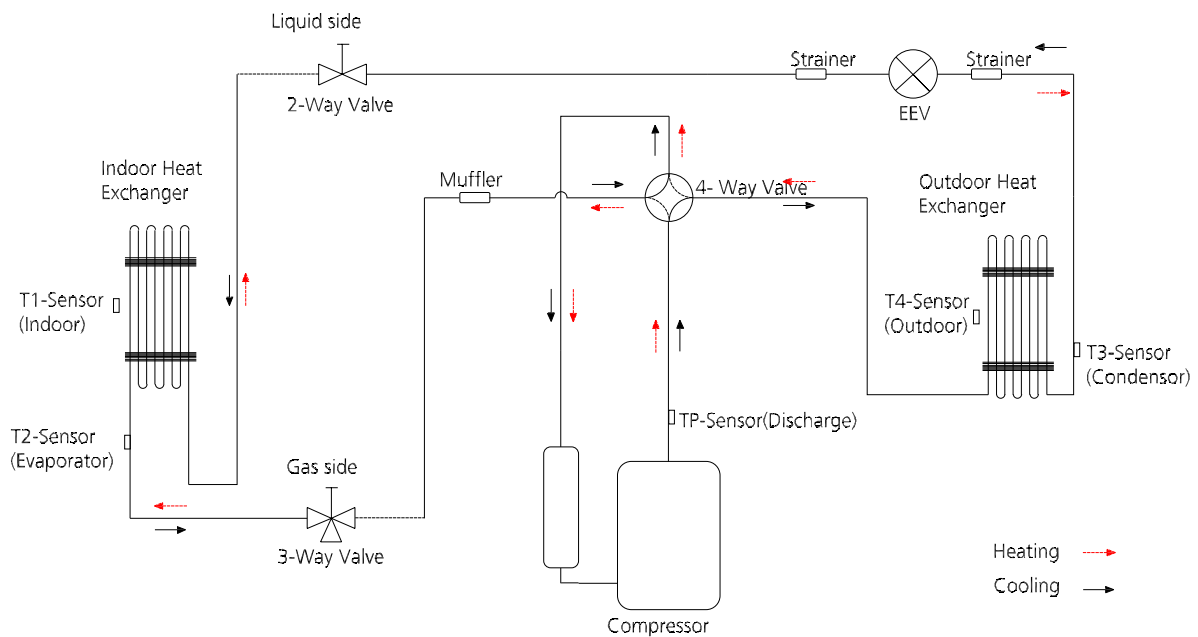 Liquid side
2-Way Valve
Strainer
EEV
Strainer
Indoor Heat
Exchanger
Muffler
4- Way Valve
Outdoor Heat
Exchanger
T1-Sensor
(Indoor)
T4-Sensor
(Outdoor)
T3-Sensor
(Condensor)
T2-Sensor
(Evaporator)
TP-Sensor(Discharge)
Gas side
3-Way Valve
Compressor
Heating
Cooling